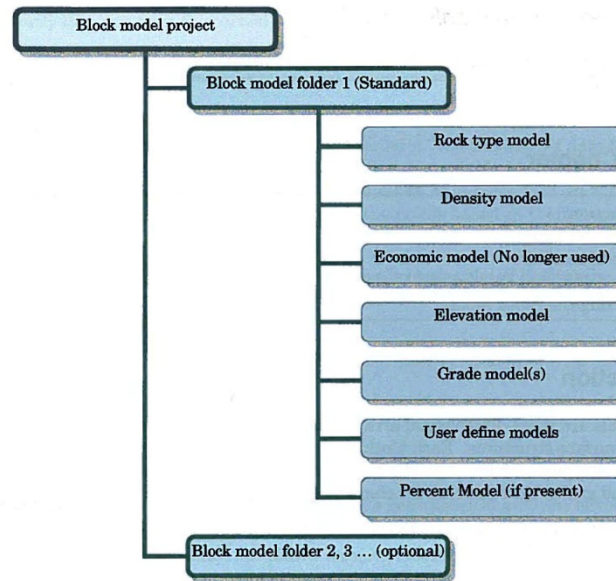 Block model project
Block model folder 1 (Standard)
Rock type model
Density model
Economic model (No longer used)
Elevation model
Grade model(s)
User define models
Percent Model (if present)
Block model folder 2, 3 ... (optional)